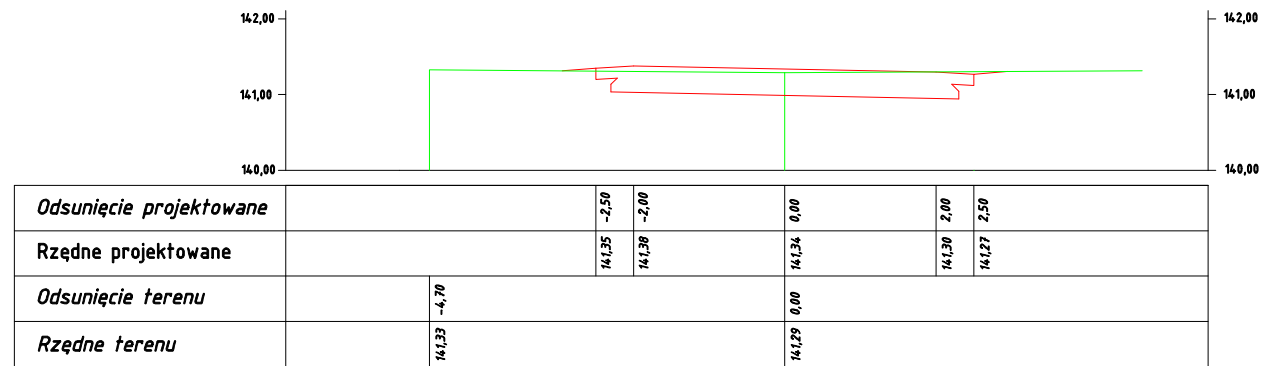 142,00 142,00
141,00 141,00
140,00 140,00
Odsunięcie projektowane -2,50 -2,00 0,00 2,00 2,50
Rzędne projektowane 141,35 141,38 141,34 141,30 141,27
Odsunięcie terenu -4,70 0,00
Rzędne terenu 141,33 141,29